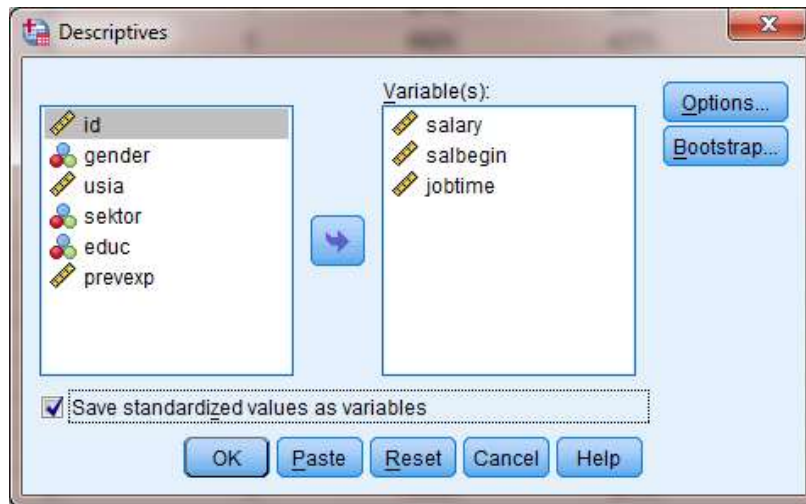 Descriptives
id
gender
usia
sektor
educ
prevexp
Variable(s):
salary
salbegin
jobtime
Options...
Bootstrap...
Save standardized values as variables
OK
Paste
Reset
Cancel
Help